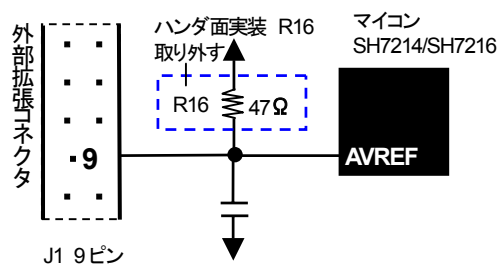 外部拡張コネクタ
ハンダ面実装 R16
取り外す
マイコン
SH7214/SH7216
R16
47Ω
9
AVREF
J1 9ピン